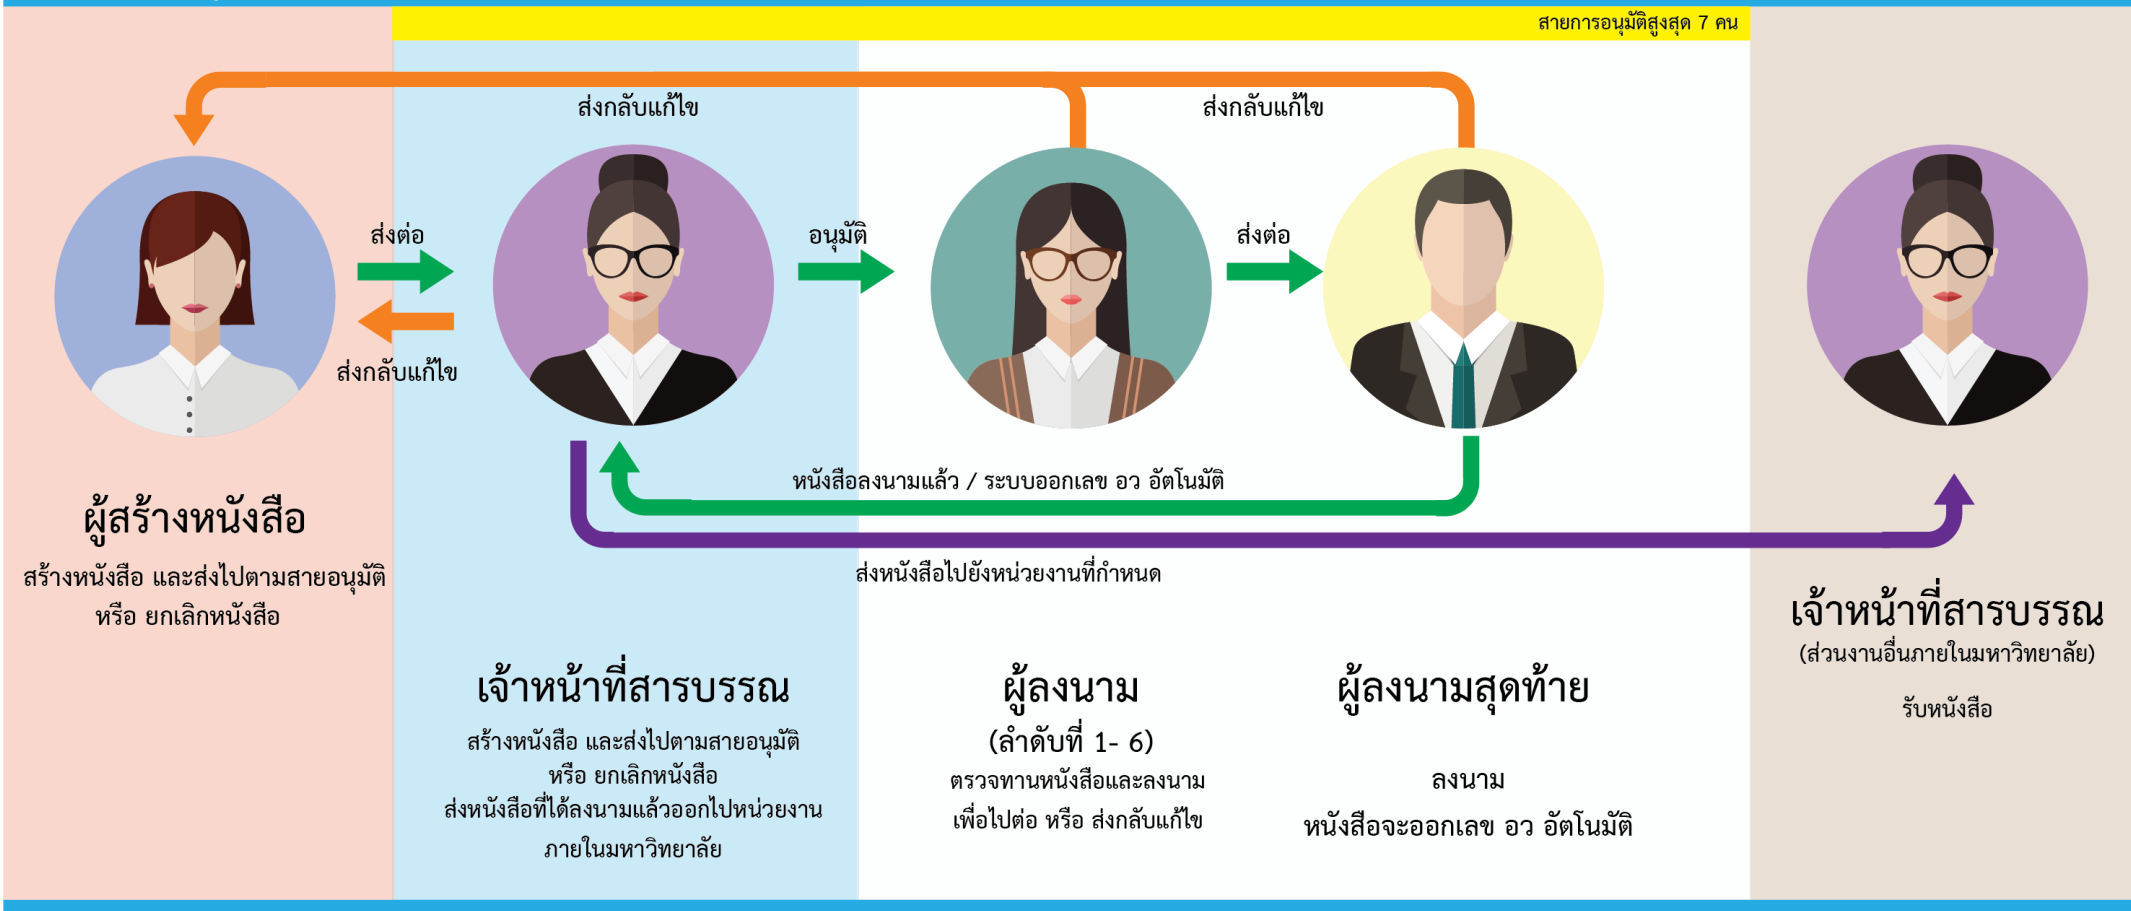 สายการอนุมัติสูงสุด 7 คน
ส่งกลับแก้ไข
ส่งกลับแก้ไข
ส่งต่อ
อนุมัติ
ส่งต่อ
ส่งกลับแก้ไข
หนังสือลงนามแล้ว / ระบบออกเลข อว อัตโนมัติ
ส่งหนังสือไปยังหน่วยงานที่กำหนด
ผู้สร้างหนังสือ
สร้างหนังสือ และส่งไปตามสายอนุมัติ
หรือ ยกเลิกหนังสือ
เจ้าหน้าที่สารบรรณ
สร้างหนังสือ และส่งไปตามสายอนุมัติ
หรือ ยกเลิกหนังสือ
ส่งหนังสือที่ได้ลงนามแล้วออกไปหน่วยงาน
ภายในมหาวิทยาลัย
ผู้ลงนาม
(ลำดับที่ 1- 6)
ตรวจทานหนังสือและลงนาม
เพื่อไปต่อ หรือ ส่งกลับแก้ไข
ผู้ลงนามสุดท้าย
ลงนาม
หนังสือจะออกเลข อว อัตโนมัติ
เจ้าหน้าที่สารบรรณ
(ส่วนงานอื่นภายในมหาวิทยาลัย)
รับหนังสือ